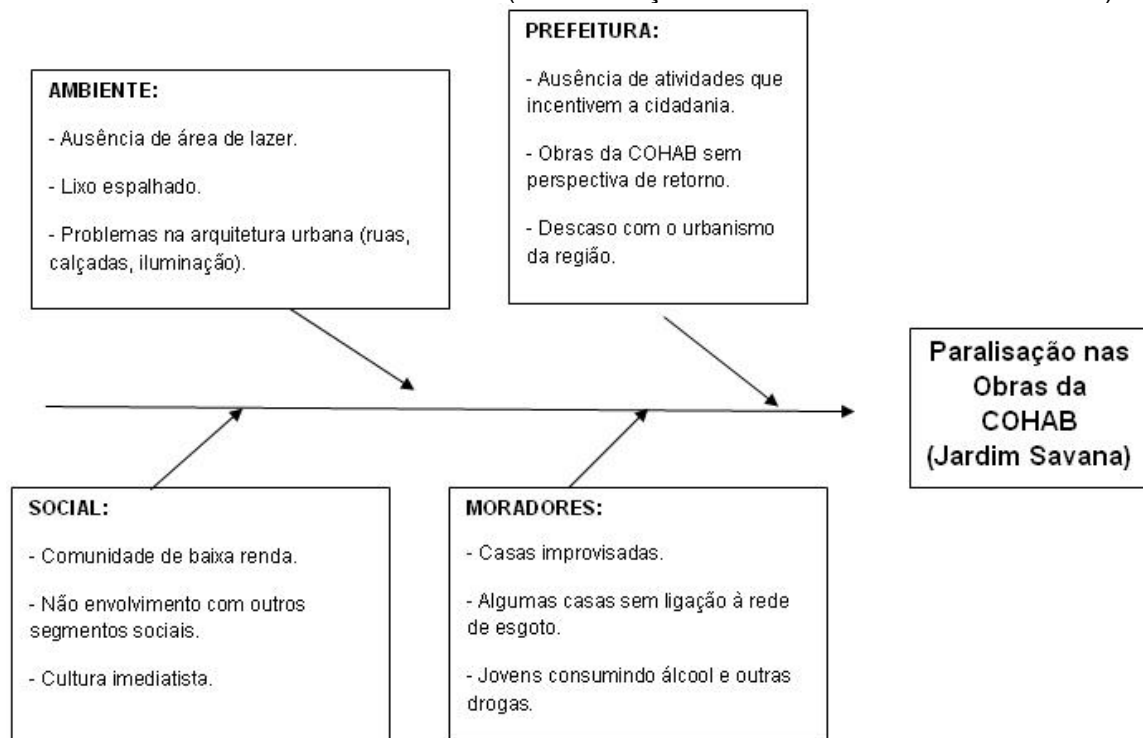 AMBIENTE:
- Ausência de área de lazer.
- Lixo espalhado.
- Problemas na arquitetura urbana (ruas,
calçadas, iluminação).
PREFEITURA:
- Ausência de atividades que
incentivem a cidadania.
- Obras da COHAB sem
perspectiva de retorno.
- Descaso com o urbanismo
da região.
Paralisação nas
Obras da
COHAB
(Jardim Savana)
SOCIAL:
- Comunidade de baixa renda.
- Não envolvimento com outros
segmentos sociais.
- Cultura imediatista.
MORADORES:
- Casas improvisadas.
- Algumas casas sem ligação à rede
de esgoto.
- Jovens consumindo álcool e outras
drogas.